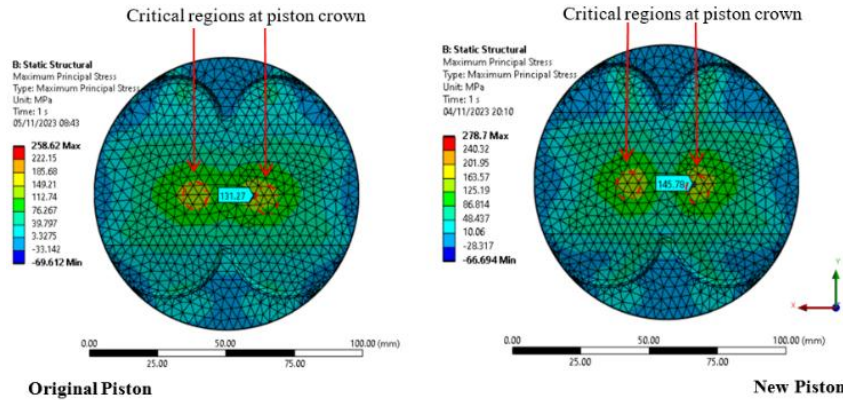 Critical regions at piston crown
B: Static Structural
Maximum Principal Stress
Type: Maximum Principal Stress
Unit: MPa
Time: 1 s
05/11/2023 08:43
258.62 Max
222.15
185.68
149.21
112.74
76.267
39.797
3.3275
-33.142
-69.612 Min
131.27
0.00
50.00
100.00 (mm)
25.00
75.00
Original Piston
Critical regions at piston crown
B: Static Structural
Maximum Principal Stress
Type: Maximum Principal Stress
Unit: MPa
Time: 1 s
04/11/2023 20:10
278.7 Max
240.32
201.95
163.57
125.19
86.814
48.437
10.06
-28.317
-66.694 Min
145.78
Y
X
0.00
50.00
100.00 (mm)
25.00
75.00
New Piston